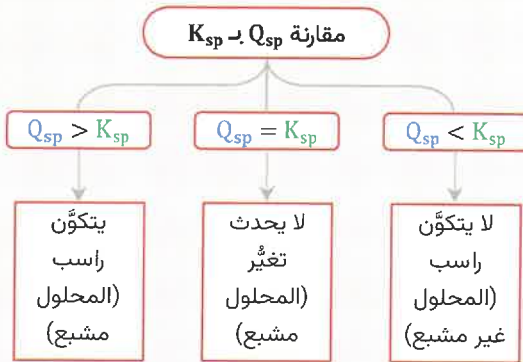 مقارنة Qsp بـ Ksp
Qsp < Ksp
Qsp = Ksp
Qsp > Ksp
لا يتكوَّن
راسب
(المحلول
غير مشبع)
لا يحدث
تغيُّر
(المحلول
مشبع)
يتكوَّن
راسب
(المحلول
مشبع)